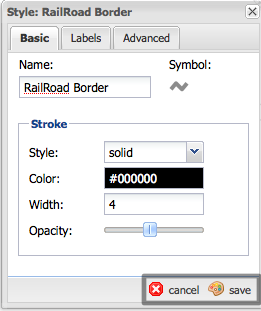 Style: RailRoad Border
Basic Labels Advanced
Name: Symbol:
RailRoad Border
Stroke
Style: solid
Color: #000000
Width: 4
Opacity:
cancel save